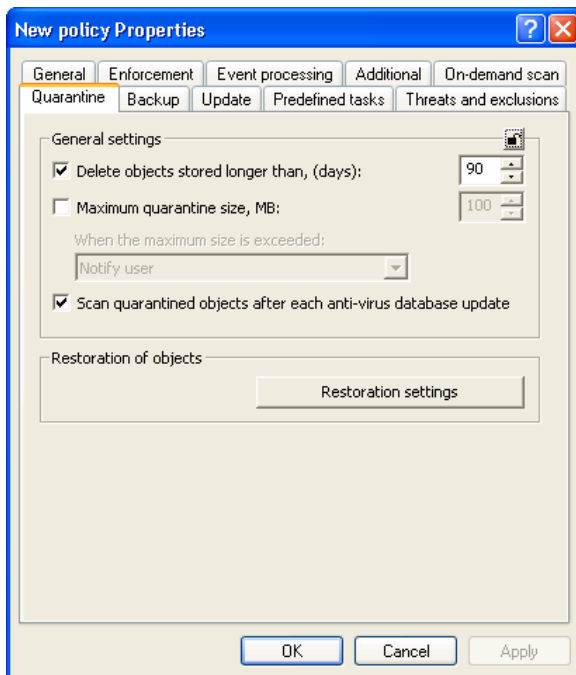 New policy Properties
General Enforcement Event processing Additional On-demand scan
Quarantine Backup Update Predefined tasks Threats and exclusions
General settings
Delete objects stored longer than, (days): 90
Maximum quarantine size, MB: 100
When the maximum size is exceeded:
Notify user
Scan quarantined objects after each anti-virus database update
Restoration of objects
Restoration settings
OK Cancel Apply